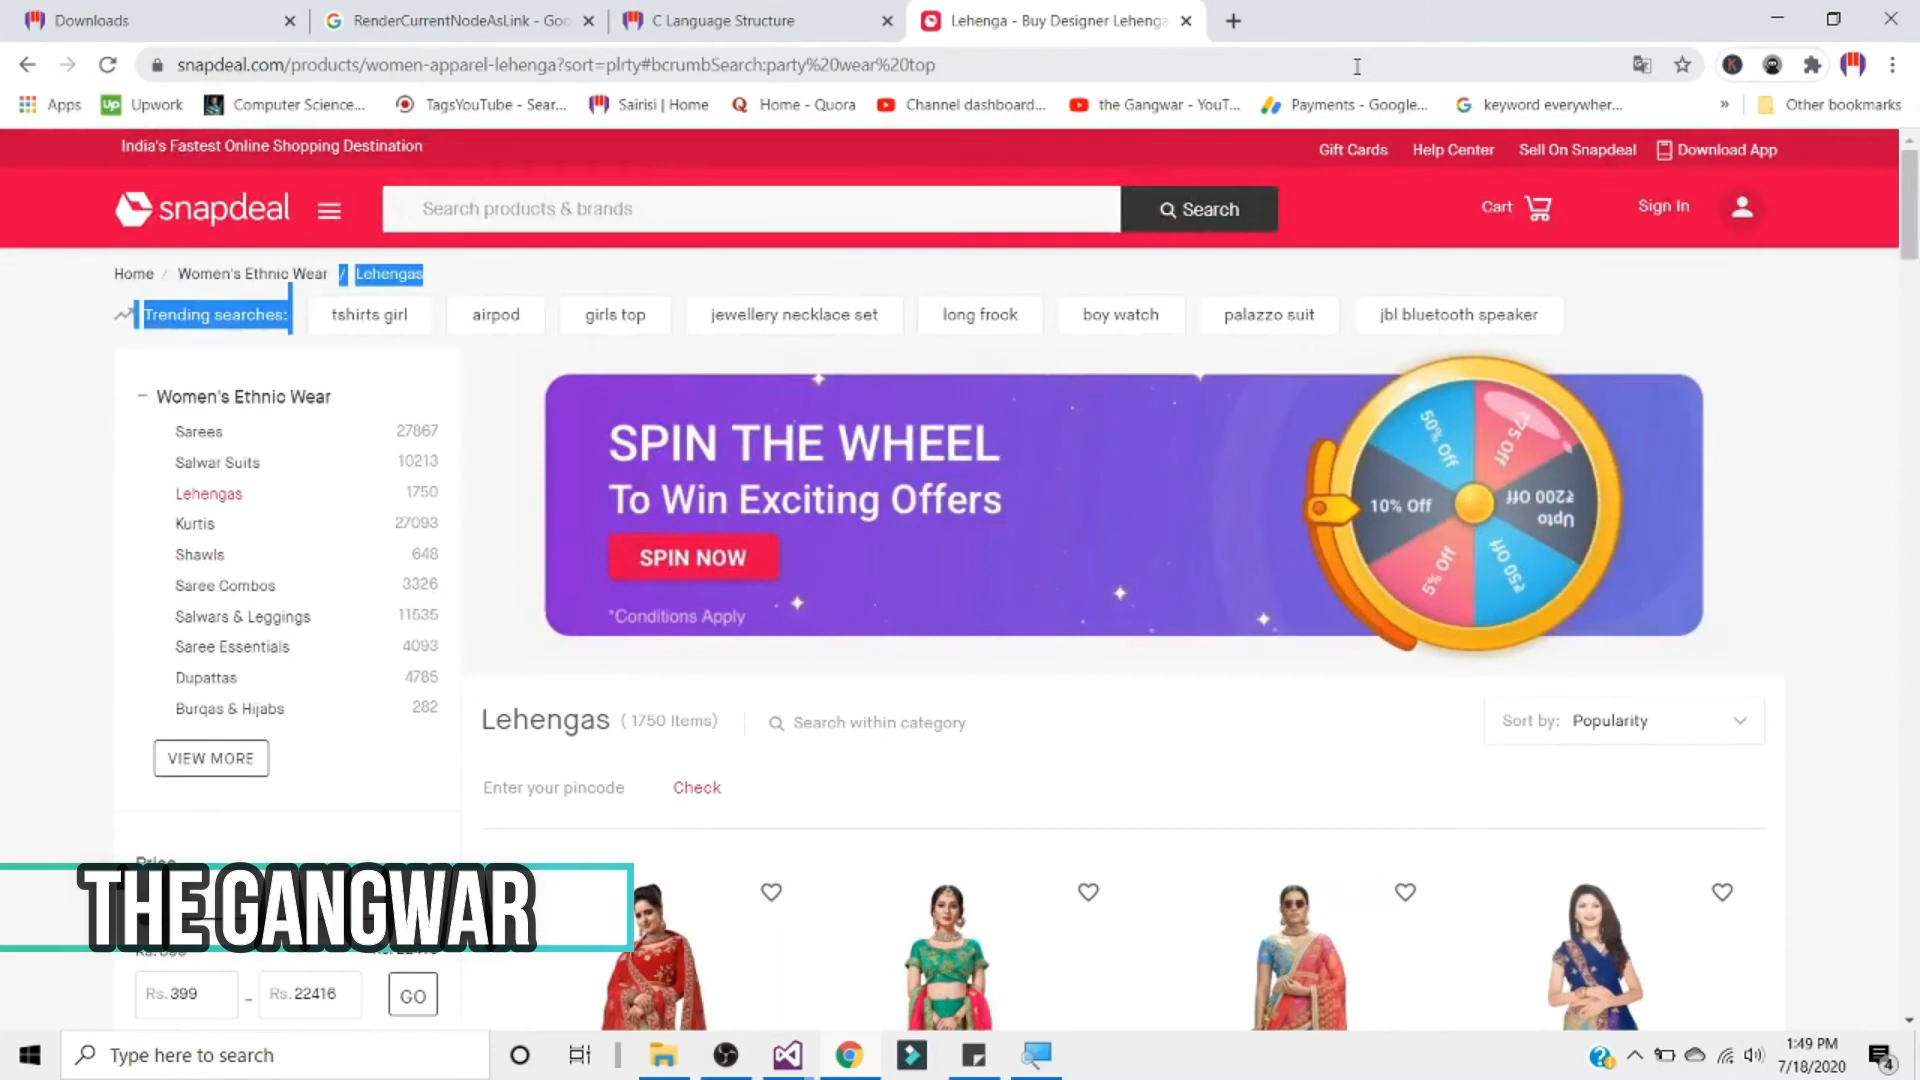 Downloads
RenderCurrentNodeAsLink - Goo
C Language Structure
Lehenga - Buy Designer Lehenga
snapdeal.com/products/women-apparel-lehenga?sort=plrty#bcrumbSearch:party%20wear%20top
Apps
Upwork
Computer Science...
TagsYouTube - Sear...
Sairisi | Home
Home - Quora
Channel dashboard...
the Gangwar - YouT...
Payments - Google...
keyword everywher...
Other bookmarks
India's Fastest Online Shopping Destination
Gift Cards
Help Center
Sell On Snapdeal
Download App
snapdeal
Search products & brands
Search
Cart
Sign In
Home / Women's Ethnic Wear / Lehengas
Trending searches:
tshirts girl
airpod
girls top
jewellery necklace set
long frock
boy watch
palazzo suit
jbl bluetooth speaker
Women's Ethnic Wear
Sarees 27867
Salwar Suits 10213
Lehengas 1750
Kurtis 27093
Shawls 648
Saree Combos 3326
Salwars & Leggings 11535
Saree Essentials 4093
Dupattas 4785
Burqas & Hijabs 282
VIEW MORE
SPIN THE WHEEL
To Win Exciting Offers
SPIN NOW
*Conditions Apply
50% Off
₹75 Off
10% Off
Upto
₹200 Off
5% Off
₹50 Off
Lehengas (1750 Items)
Search within category
Sort by: Popularity
Enter your pincode
Check
Price
THE GANGWAR
Rs. 399 - Rs. 22416
GO
Type here to search
1:49 PM
7/18/2020
4